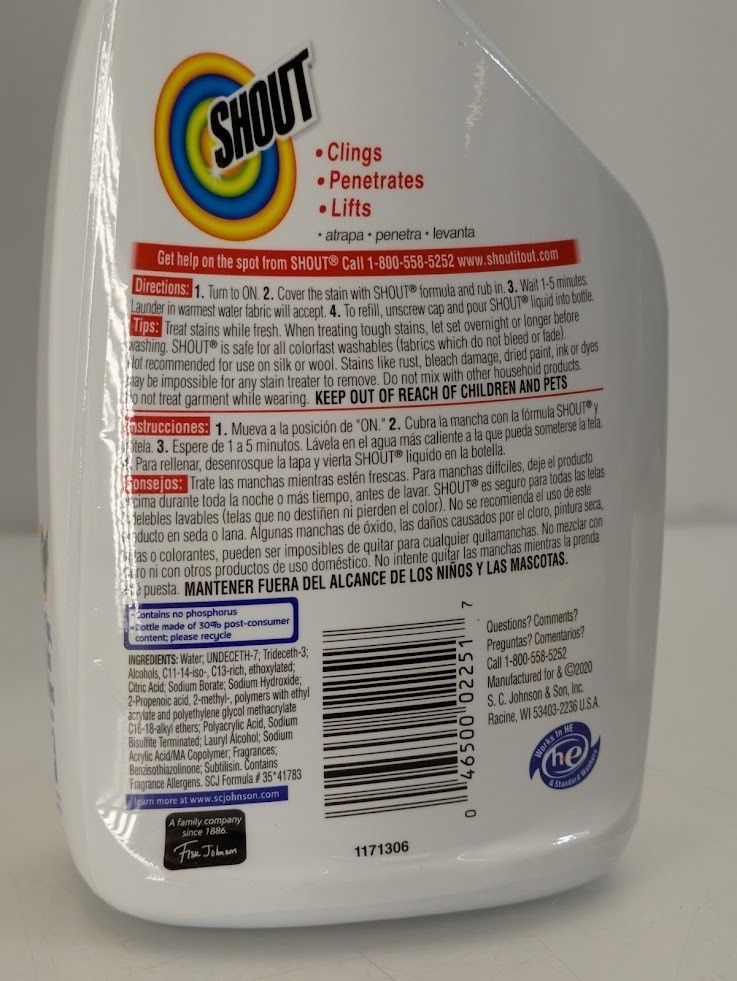 SHOUT
• Clings
• Penetrates
• Lifts
• atrapa • penetra • levanta
Get help on the spot from SHOUT® Call 1-800-558-5252 www.shoutitout.com
Directions: 1. Turn to ON. 2. Cover the stain with SHOUT® formula and rub in. 3. Wait 1-5 minutes.
Launder in warmest water fabric will accept. 4. To refill, unscrew cap and pour SHOUT® liquid into bottle.
Tips: Treat stains while fresh. When treating tough stains, let set overnight or longer before
washing. SHOUT® is safe for all colorfast washables (fabrics which do not bleed or fade).
Not recommended for use on silk or wool. Stains like rust, bleach damage, dried paint, ink or dyes
may be impossible for any stain treater to remove. Do not mix with other household products.
Do not treat garment while wearing. KEEP OUT OF REACH OF CHILDREN AND PETS
Instrucciones: 1. Mueva a la posición de "ON." 2. Cubra la mancha con la fórmula SHOUT® y
frótela. 3. Espere de 1 a 5 minutos. Lávela en el agua más caliente a la que pueda someterse la tela.
Para rellenar, desenrosque la tapa y vierta SHOUT® liquido en la botella.
Consejos: Trate las manchas mientras estén frescas. Para manchas difíciles, deje el producto
encima durante toda la noche o más tiempo, antes de lavar. SHOUT® es seguro para todas las telas
indelebles lavables (telas que no destiñen ni pierden el color). No se recomienda el uso de este
producto en seda o lana. Algunas manchas de óxido, las daños causados por el cloro, pintura seca,
tintas o colorantes, pueden ser imposibles de quitar para cualquier quitamanchas. No mezclar con
cloro ni con otros productos de uso doméstico. No intente quitar las manchas mientras la prenda
esté puesta. MANTENER FUERA DEL ALCANCE DE LOS NIÑOS Y LAS MASCOTAS.
Contains no phosphorus
Bottle made of 30% post-consumer
content; please recycle
INGREDIENTS: Water; UNDECETH-7; Trideceth-3;
Alcohols, C11-14-iso-, C13-rich, ethoxylated;
Citric Acid; Sodium Borate; Sodium Hydroxide;
2-Propenoic acid, 2-methyl-, polymers with ethyl
acrylate and polyethylene glycol methacrylate
C16-18-alkyl ethers; Polyacrylic Acid, Sodium
Bisulfite Terminated; Lauryl Alcohol; Sodium
Acrylic Acid/MA Copolymer; Fragrances;
Benzisothiazolinone; Subtilisin. Contains
Fragrance Allergens. SCJ Formula # 35*41783
learn more at www.scjohnson.com
A family company
since 1886.
Fisk Johnson
0 46500 02251 7
1171306
Questions? Comments?
Preguntas? Comentarios?
Call 1-800-558-5252
Manufactured for & ©2020
S. C. Johnson & Son, Inc.
Racine, WI 53403-2236 U.S.A.
Works In HE
he
& Standard Washers